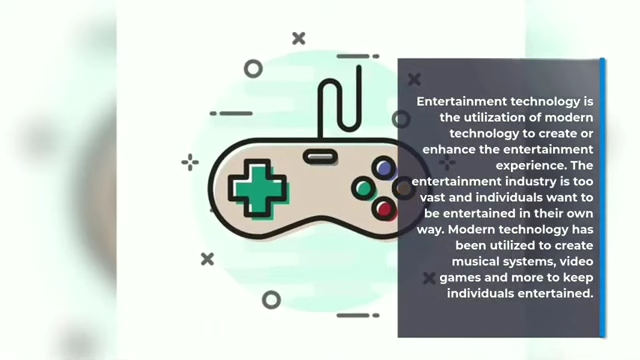 Entertainment technology is
the utilization of modern
technology to create or
enhance the entertainment
experience. The
entertainment industry is too
vast and individuals want to
be entertained in their own
way. Modern technology has
been utilized to create
musical systems, video
games and more to keep
individuals entertained.